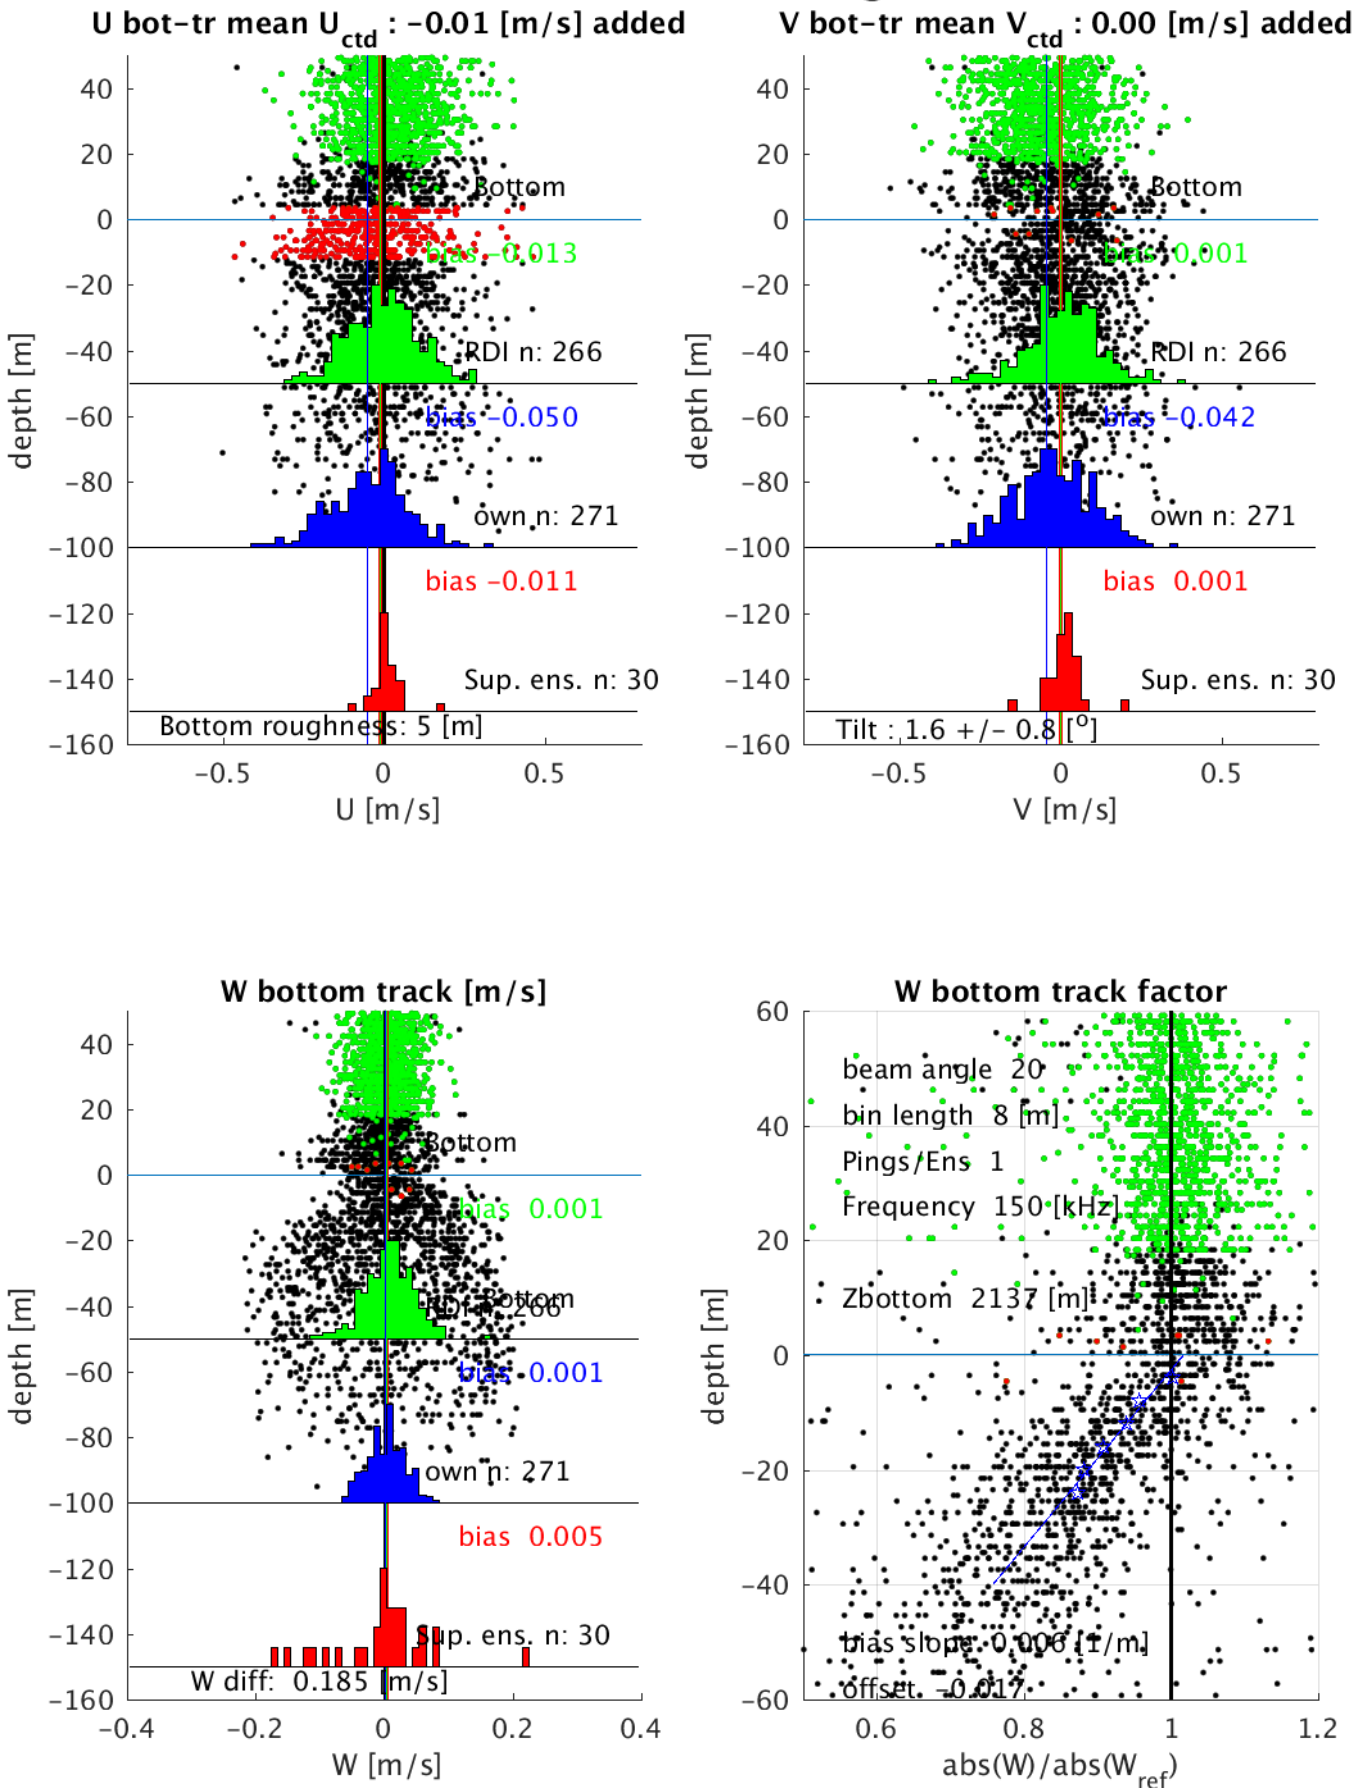 U bot-tr mean U_ctd : -0.01 [m/s] added
40
20
0
-20
-40
-60
-80
-100
-120
-140
-160
depth [m]
Bottom
bias -0.013
RDI n: 266
bias -0.050
own n: 271
bias -0.011
Sup. ens. n: 30
Bottom roughness: 5 [m]
-0.5 0 0.5
U [m/s]
V bot-tr mean V_ctd : 0.00 [m/s] added
40
20
0
-20
-40
-60
-80
-100
-120
-140
-160
depth [m]
Bottom
bias 0.001
RDI n: 266
bias -0.042
own n: 271
bias 0.001
Sup. ens. n: 30
Tilt : 1.6 +/- 0.8 [o]
-0.5 0 0.5
V [m/s]
W bottom track [m/s]
40
20
0
-20
-40
-60
-80
-100
-120
-140
-160
depth [m]
Bottom
bias 0.001
RDI n: 266
Bottom
bias 0.001
own n: 271
bias 0.005
Sup. ens. n: 30
W diff: 0.185 [m/s]
-0.4 -0.2 0 0.2 0.4
W [m/s]
W bottom track factor
60
40
20
0
-20
-40
-60
depth [m]
beam angle 20
bin length 8 [m]
Pings/Ens 1
Frequency 150 [kHz]
Zbottom 2137 [m]
bias slope 0.006 [1/m]
offset -0.017
0.6 0.8 1 1.2
abs(W)/abs(W_ref)